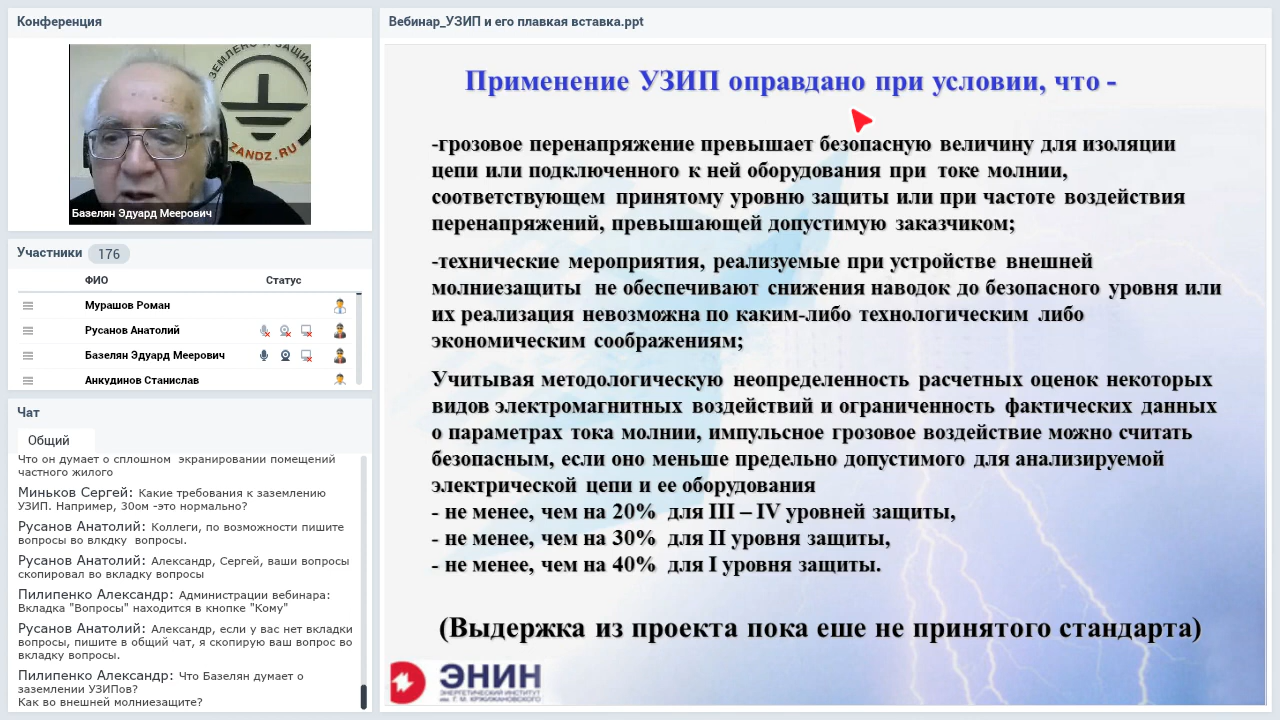 Конференция
ЗЕМЛЕНО И ЗАЩИЩ
ZANDZ.RU
Базелян Эдуард Меерович
Участники 176
ФИО Статус
Мурашов Роман
Русанов Анатолий
Базелян Эдуард Меерович
Анкудинов Станислав
Чат
Общий
Что он думает о сплошном экранировании помещений
частного жилого
Миньков Сергей: Какие требования к заземлению
УЗИП. Например, 30ом -это нормально?
Русанов Анатолий: Коллеги, по возможности пишите
вопросы во влкдку вопросы.
Русанов Анатолий: Александр, Сергей, ваши вопросы
скопировал во вкладку вопросы
Пилипенко Александр: Администрации вебинара:
Вкладка "Вопросы" находится в кнопке "Кому"
Русанов Анатолий: Александр, если у вас нет вкладки
вопросы, пишите в общий чат, я скопирую ваш вопрос во
вкладку вопросы.
Пилипенко Александр: Что Базелян думает о
заземлении УЗИПов?
Как во внешней молниезащите?
Вебинар_УЗИП и его плавкая вставка.ppt
Применение УЗИП оправдано при условии, что -
-грозовое перенапряжение превышает безопасную величину для изоляции
цепи или подключенного к ней оборудования при токе молнии,
соответствующем принятому уровню защиты или при частоте воздействия
перенапряжений, превышающей допустимую заказчиком;
-технические мероприятия, реализуемые при устройстве внешней
молниезащиты не обеспечивают снижения наводок до безопасного уровня или
их реализация невозможна по каким-либо технологическим либо
экономическим соображениям;
Учитывая методологическую неопределенность расчетных оценок некоторых
видов электромагнитных воздействий и ограниченность фактических данных
о параметрах тока молнии, импульсное грозовое воздействие можно считать
безопасным, если оно меньше предельно допустимого для анализируемой
электрической цепи и ее оборудования
- не менее, чем на 20% для III – IV уровней защиты,
- не менее, чем на 30% для II уровня защиты,
- не менее, чем на 40% для I уровня защиты.
(Выдержка из проекта пока еше не принятого стандарта)
ЭНИН
ЭНЕРГЕТИЧЕСКИЙ ИНСТИТУТ
им. Г. М. КРЖИЖАНОВСКОГО